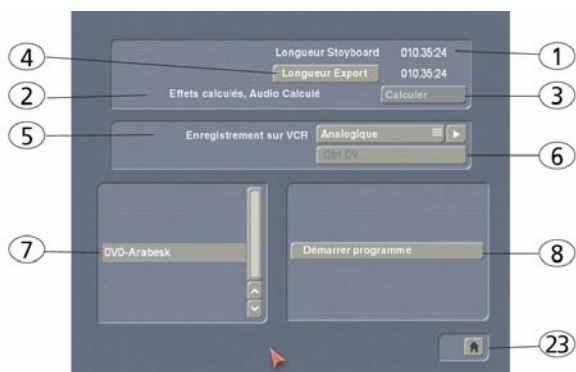 Longueur Stoyboard 010.35:24 1
4 Longueur Export 010.35:24
2 Effets calculés, Audio Calculé Calculer 3
5 Enregistrement sur VCR Analogique
Ctrl DV 6
7 DVD-Arabesk Démarrer programme 8
23